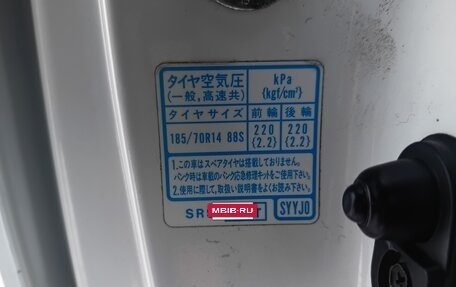 タイヤ空気圧 kPa
(一般,高速共) {kgf/cm²}
タイヤサイズ 前輪 後輪
185/70R14 88S 220 220
{2.2} {2.2}
1.この車はスペアタイヤは搭載しておりません。
パンク時は車載のパンク応急修理キットをご使用下さい。
2.使用に際して,取扱い説明書をよくお読み下さい。
MBIB.RU
SYYJ0